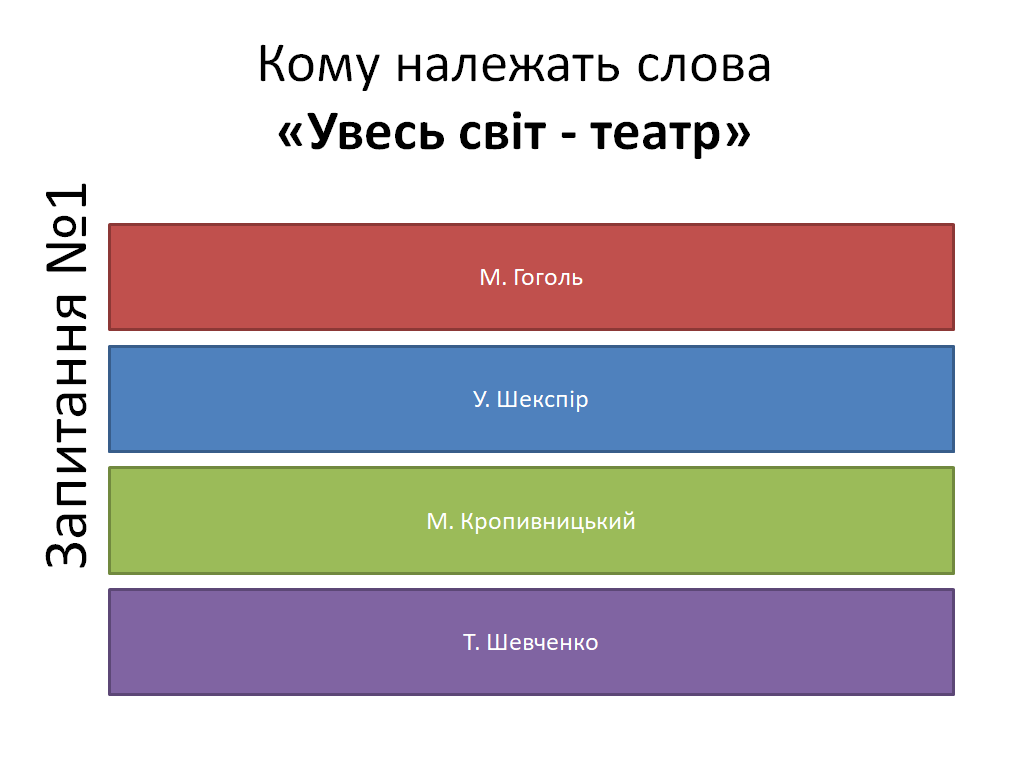 Кому належать слова
«Увесь світ - театр»
Запитання №1
М. Гоголь
У. Шекспір
М. Кропивницький
Т. Шевченко